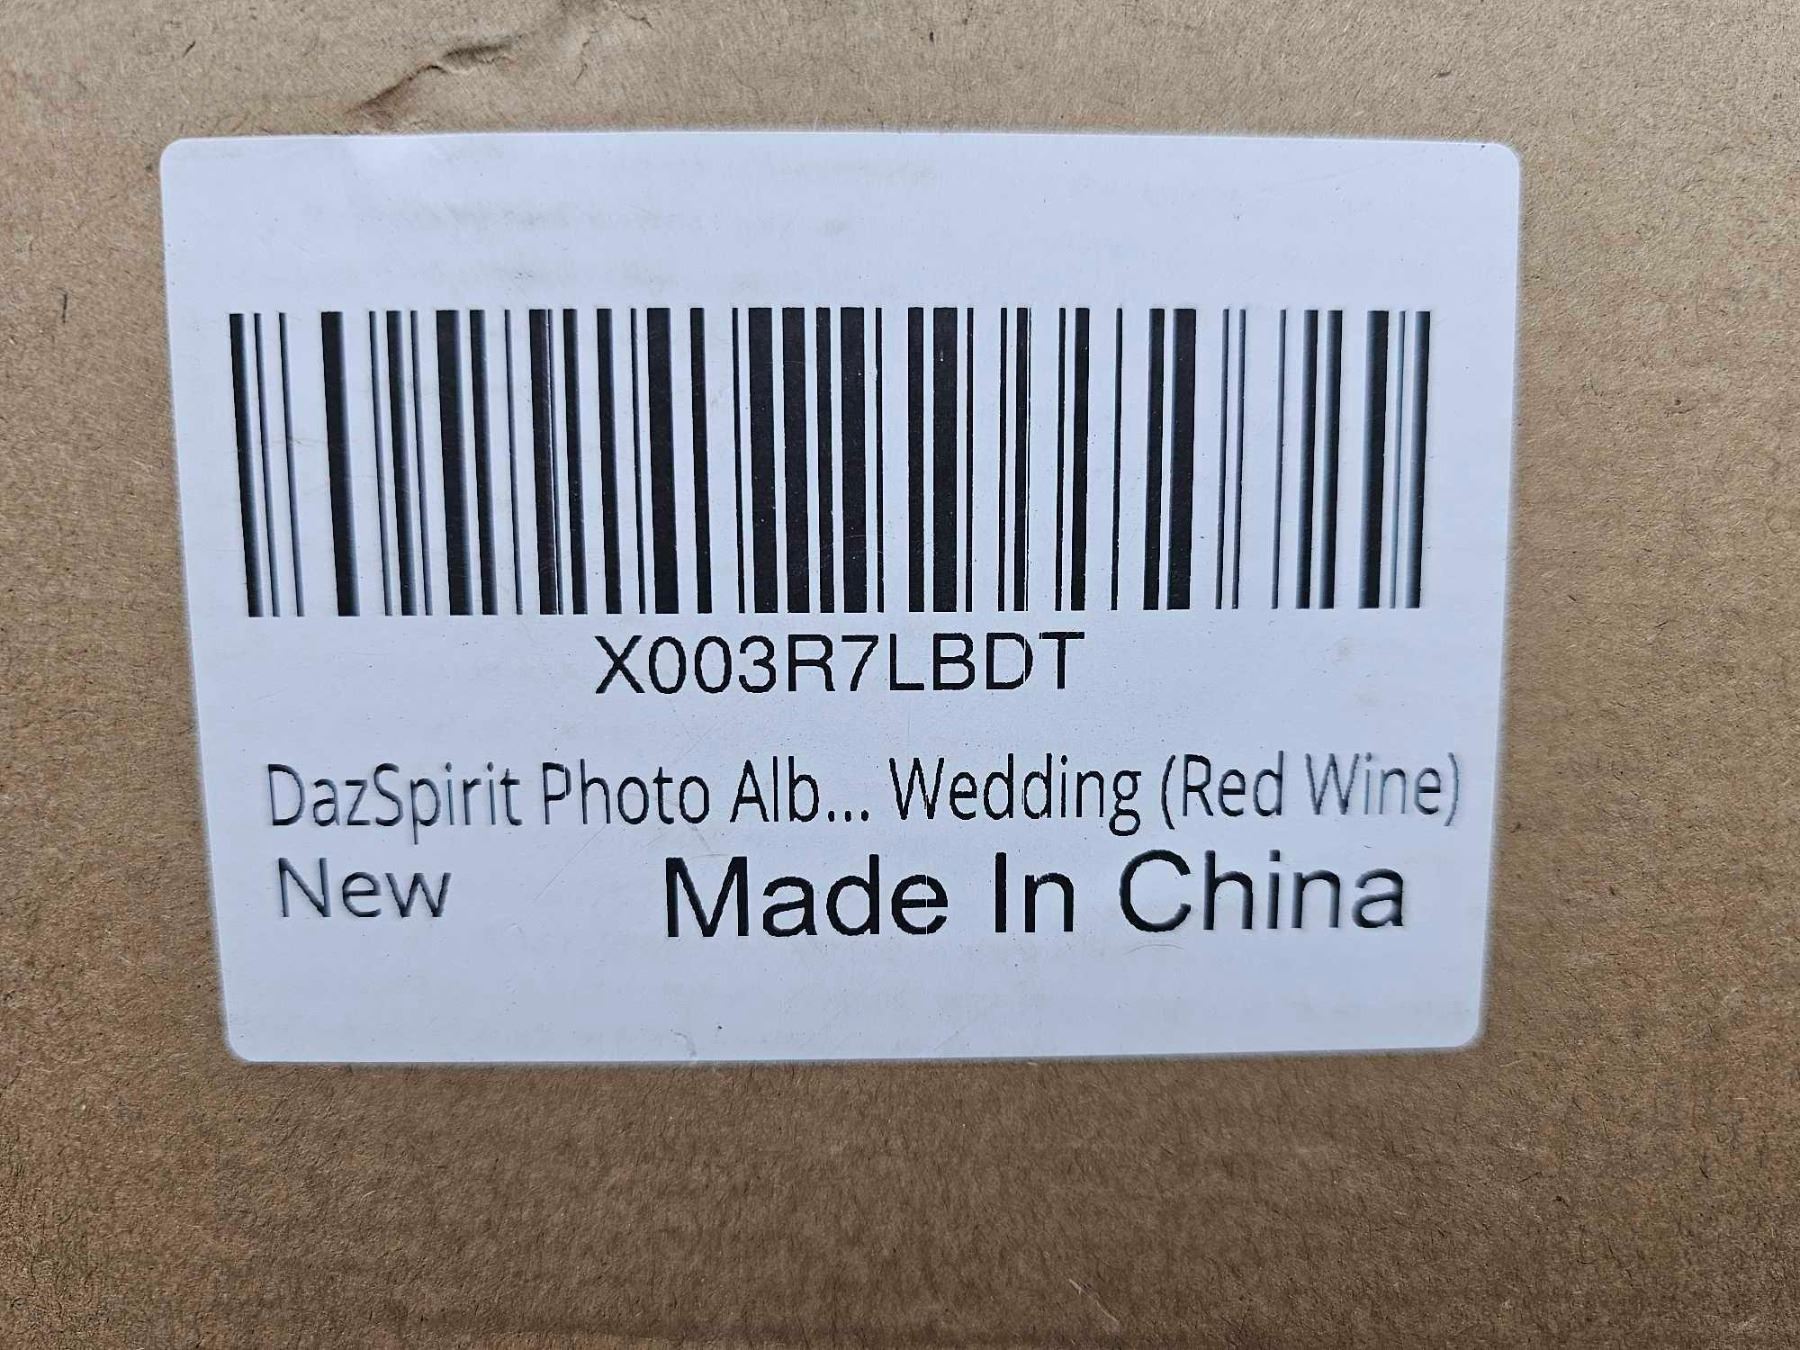 X003R7LBDT
DazSpirit Photo Alb... Wedding (Red Wine)
New Made In China